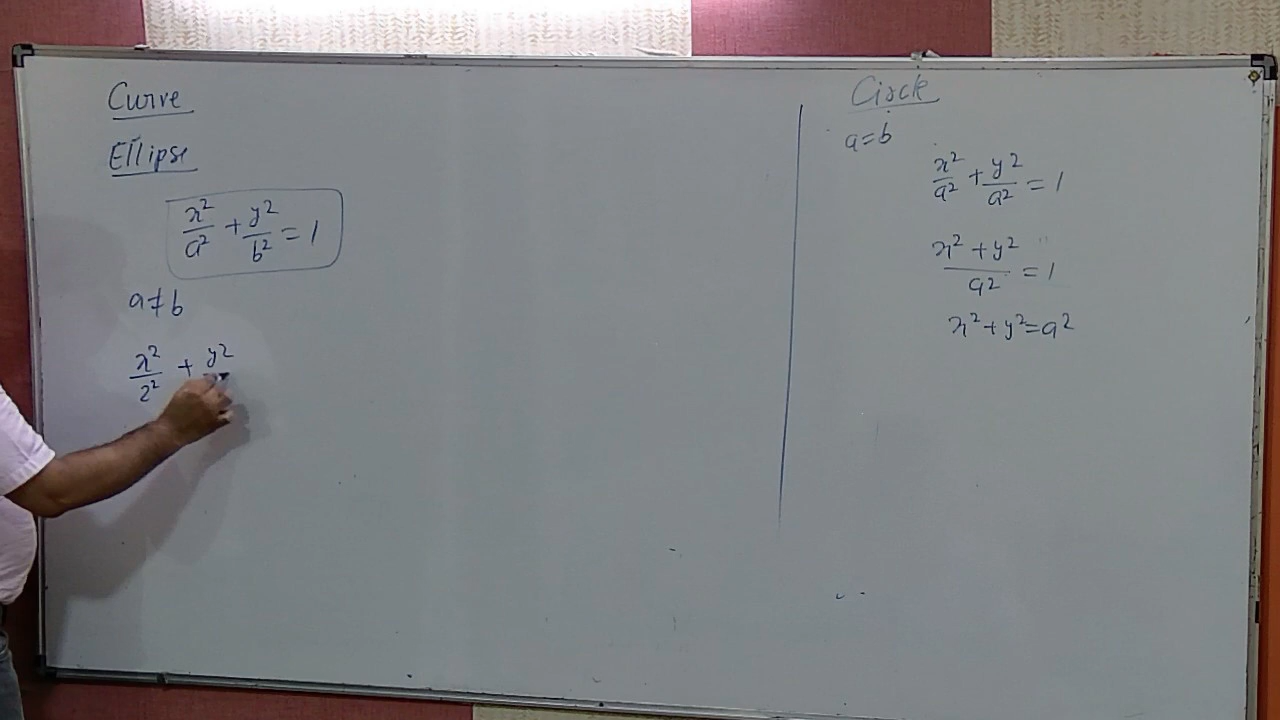 Curve
Ellipse
x²/a² + y²/b² = 1
a ≠ b
x²/2² + y²
Circle
a = b
x²/a² + y²/a² = 1
x² + y²/a² = 1
x² + y² = a²